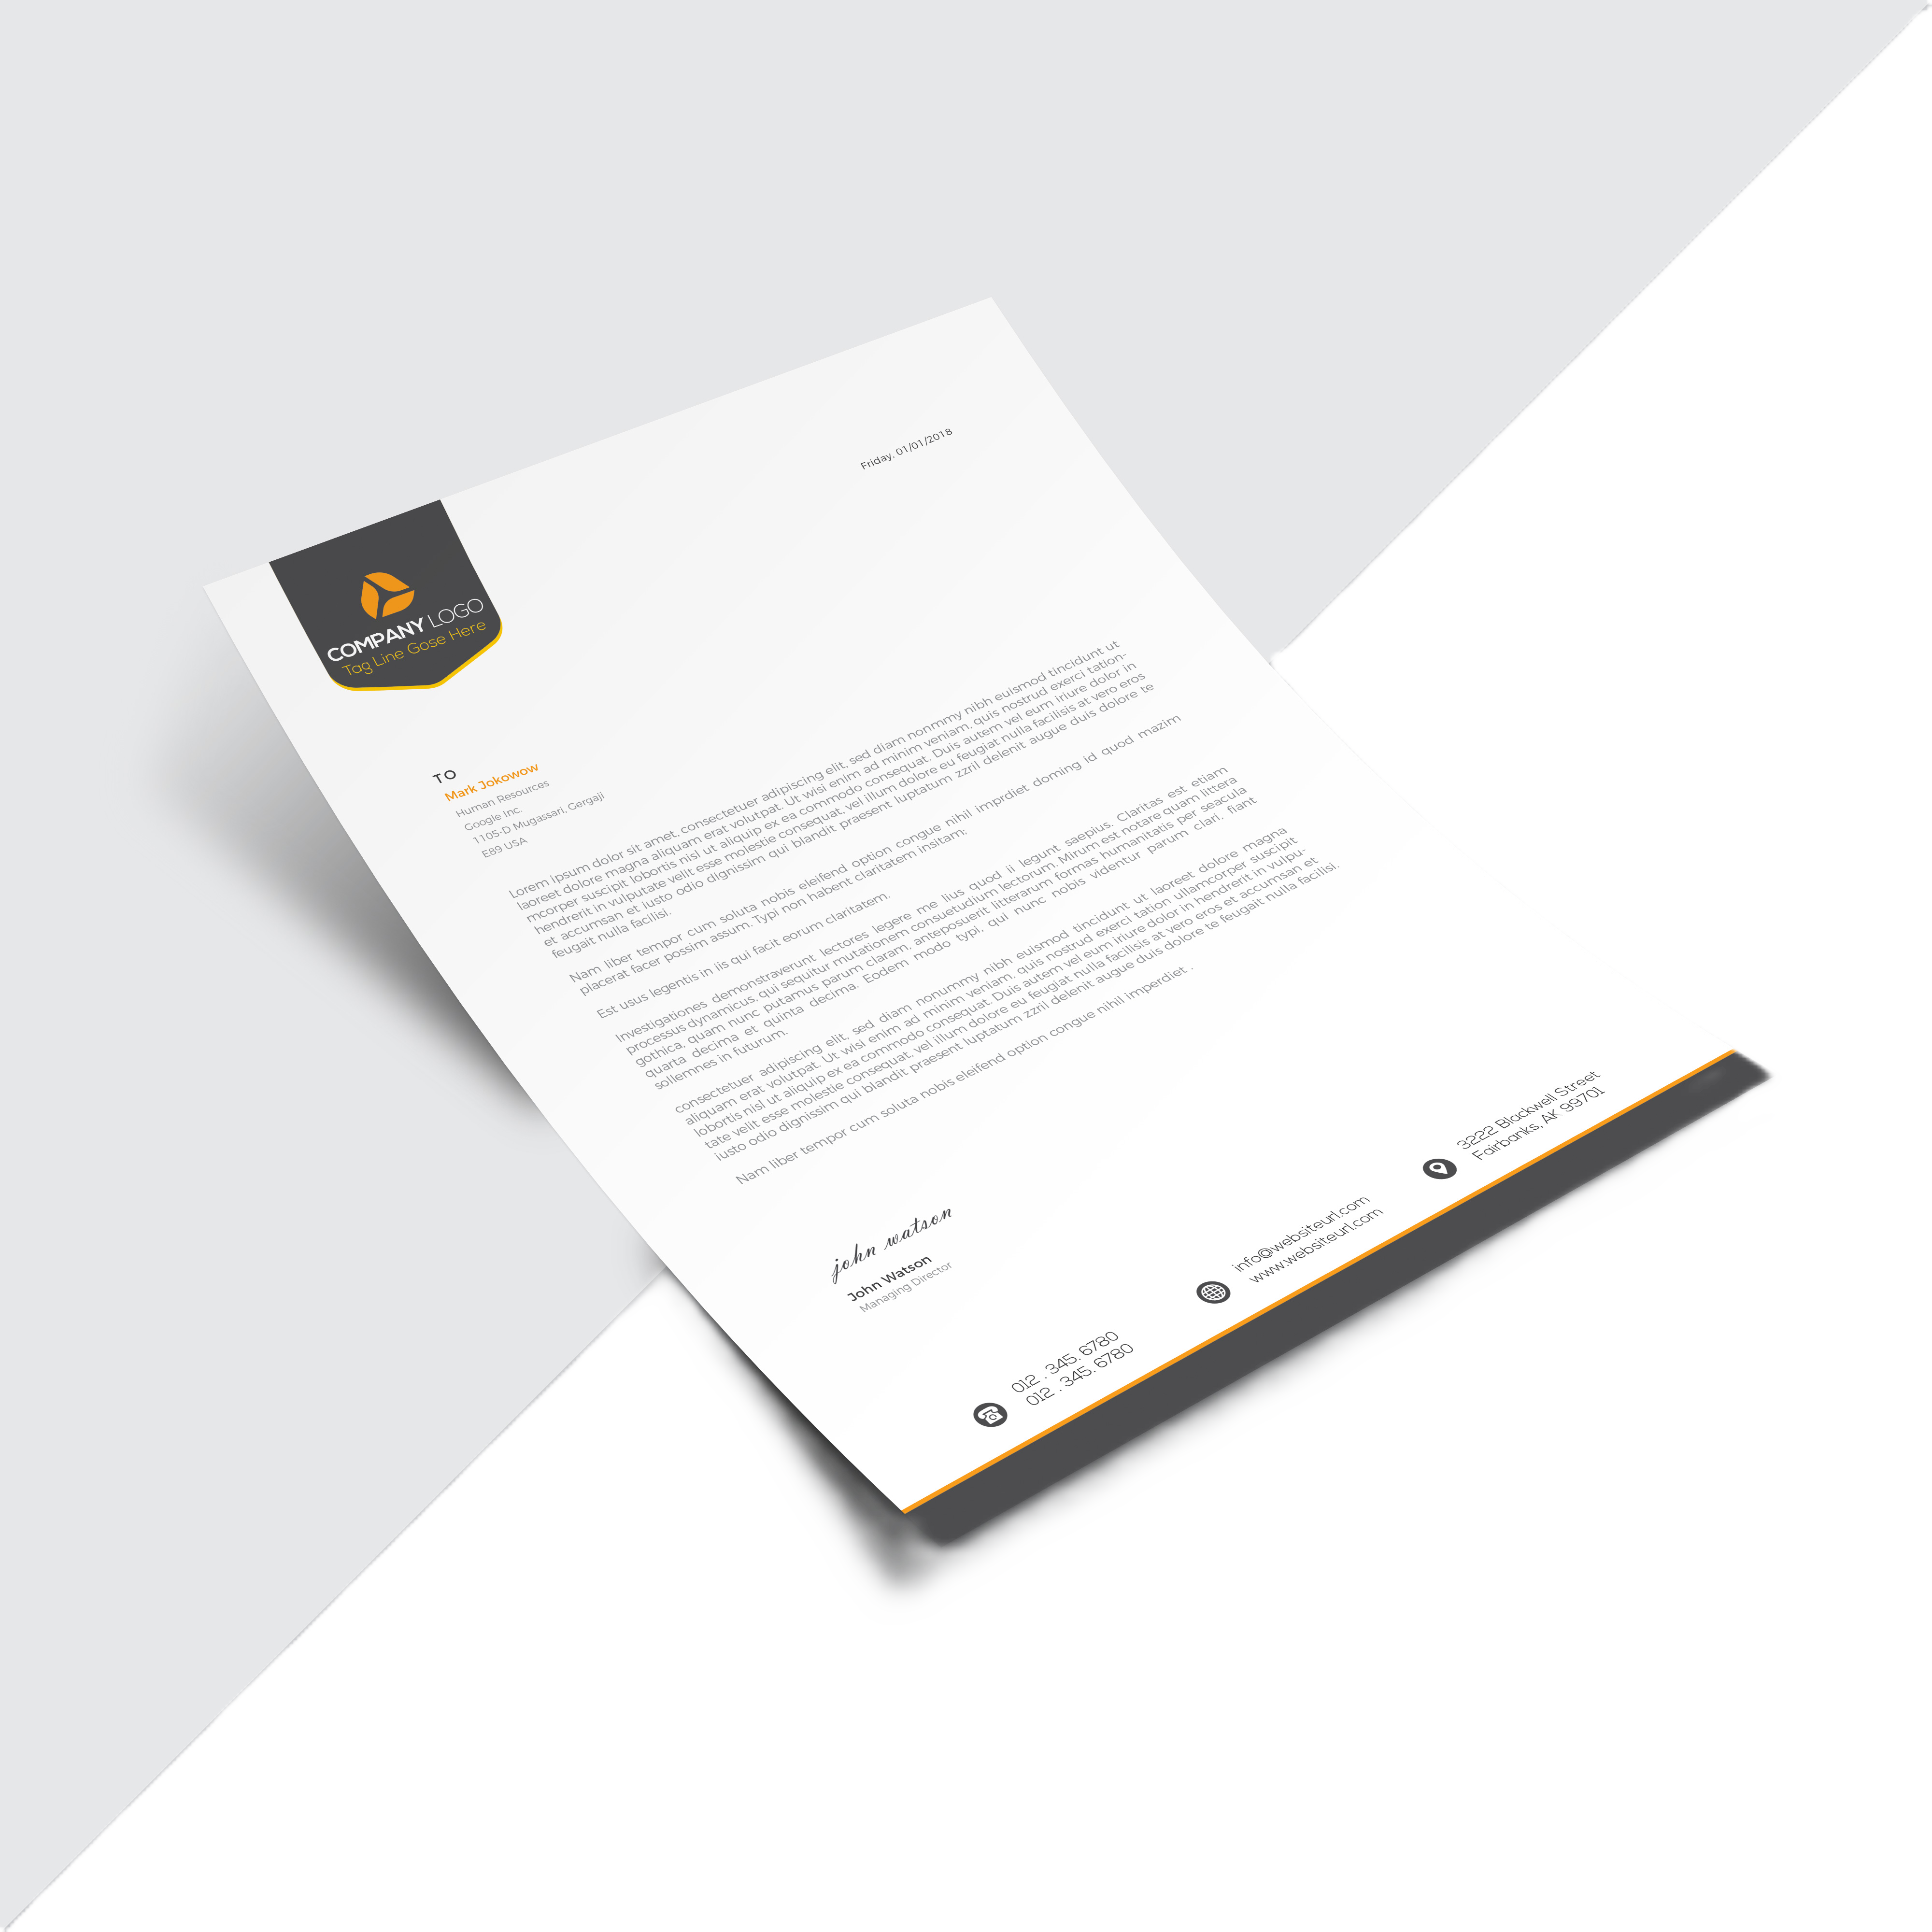 Friday, 01/01/2018
COMPANY LOGO
Tag Line Gose Here
TO
Mark Jokowow
Human Resources
Google Inc.
1105-D Mugassari, Gergaji
E89 USA
Lorem ipsum dolor sit amet, consectetuer adipiscing elit, sed diam nonmmy nibh euismod tincidunt ut
laoreet dolore magna aliquam erat volutpat. Ut wisi enim ad minim veniam, quis nostrud exerci tation-
mcorper suscipit lobortis nisl ut aliquip ex ea commodo consequat. Duis autem vel eum iriure dolor in
hendrerit in vulputate velit esse molestie consequat, vel illum dolore eu feugiat nulla facilisis at vero eros
et accumsan et iusto odio dignissim qui blandit praesent luptatum zzril delenit augue duis dolore te
feugait nulla facilisi.
Nam liber tempor cum soluta nobis eleifend option congue nihil imprdiet doming id quod mazim
placerat facer possim assum. Typi non habent claritatem insitam;
Est usus legentis in iis qui facit eorum claritatem.
Investigationes demonstraverunt lectores legere me lius quod ii legunt saepius. Claritas est etiam
processus dynamicus, qui sequitur mutationem consuetudium lectorum. Mirum est notare quam littera
gothica, quam nunc putamus parum claram, anteposuerit litterarum formas humanitatis per seacula
quarta decima et quinta decima. Eodem modo typi, qui nunc nobis videntur parum clari, fiant
sollemnes in futurum.
consectetuer adipiscing elit, sed diam nonummy nibh euismod tincidunt ut laoreet dolore magna
aliquam erat volutpat. Ut wisi enim ad minim veniam, quis nostrud exerci tation ullamcorper suscipit
lobortis nisl ut aliquip ex ea commodo consequat. Duis autem vel eum iriure dolor in hendrerit in vulpu-
tate velit esse molestie consequat, vel illum dolore eu feugiat nulla facilisis at vero eros et accumsan et
iusto odio dignissim qui blandit praesent luptatum zzril delenit augue duis dolore te feugait nulla facilisi.
Nam liber tempor cum soluta nobis eleifend option congue nihil imperdiet .
john watson
John Watson
Managing Director
012 . 345. 6780
012 . 345. 6780
info@websiteurl.com
www.websiteurl.com
3222 Blackwell Street
Fairbanks, AK 99701